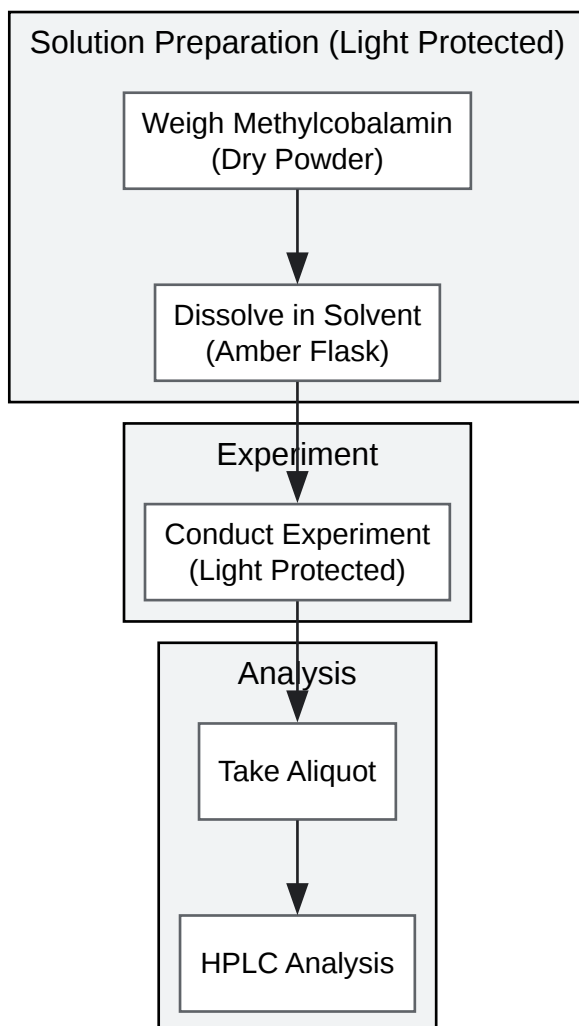 Solution Preparation (Light Protected)
Weigh Methylcobalamin
(Dry Powder)
Dissolve in Solvent
(Amber Flask)
Experiment
Conduct Experiment
(Light Protected)
Analysis
Take Aliquot
HPLC Analysis